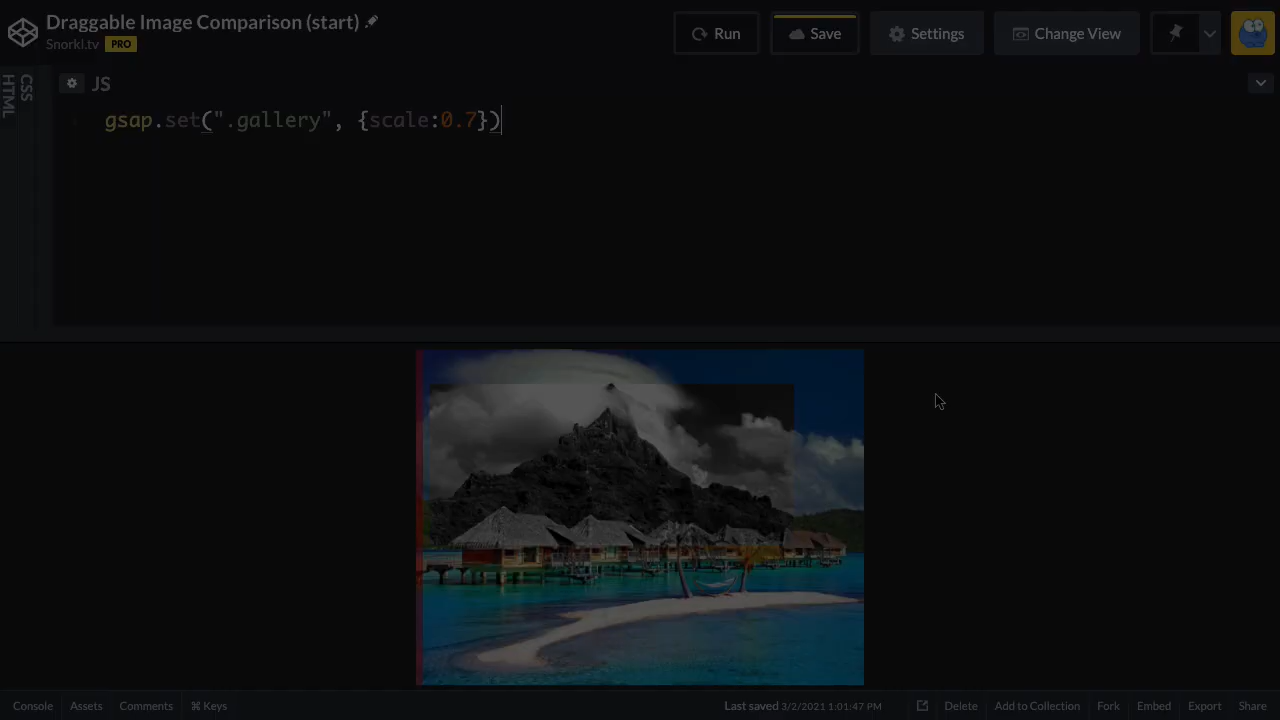 Draggable Image Comparison (start)
Snorkl.tv PRO
Run
Save
Settings
Change View
HTML
CSS
JS
1 gsap.set(".gallery", {scale:0.7})
Console Assets Comments ⌘ Keys Last saved 3/2/2021 1:01:47 PM Delete Add to Collection Fork Embed Export Share